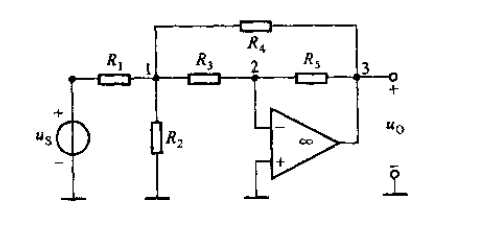 R4
R1
1
R3
2
R5
3
+
uS
−
R2
−
+
∞
+
uO
−